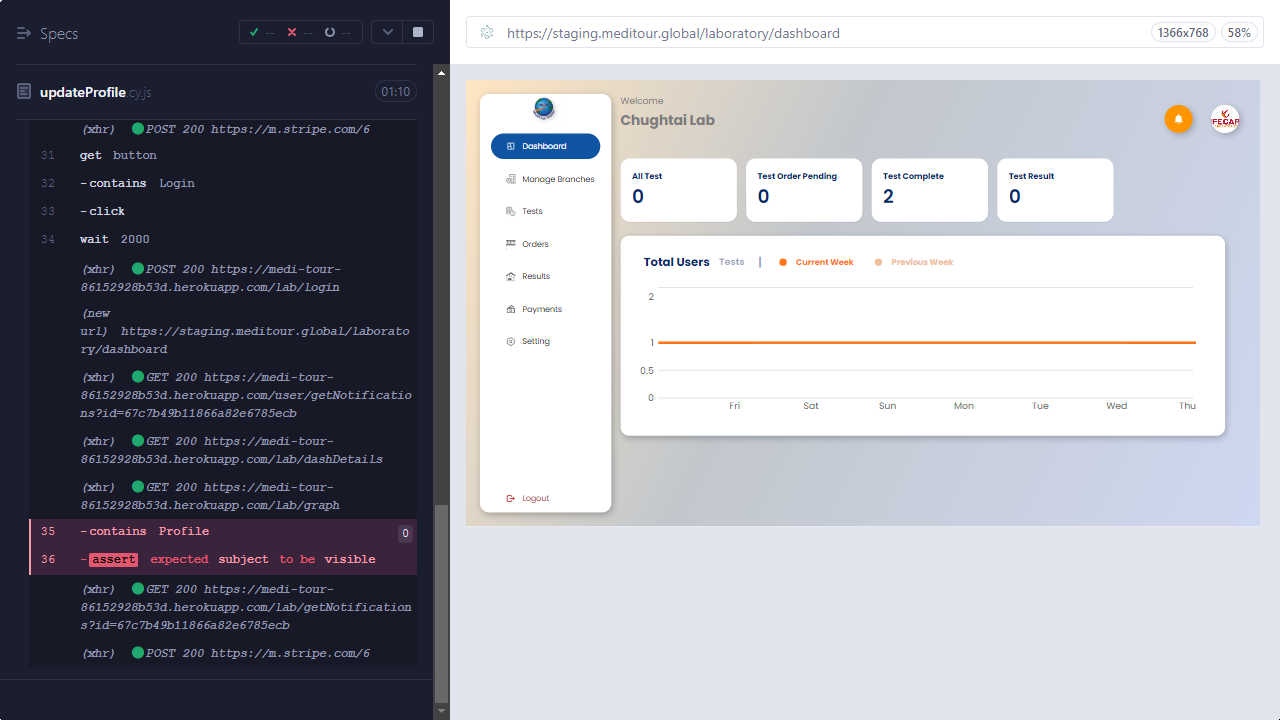 Specs
--
--
--
https://staging.meditour.global/laboratory/dashboard
1366x768
58%
updateProfile.cy.js
01:10
(xhr) POST 200 https://m.stripe.com/6
31 get button
32 -contains Login
33 -click
34 wait 2000
(xhr) POST 200 https://medi-tour-
86152928b53d.herokuapp.com/lab/login
(new
url) https://staging.meditour.global/laborato
ry/dashboard
(xhr) GET 200 https://medi-tour-
86152928b53d.herokuapp.com/user/getNotificatio
ns?id=67c7b49b11866a82e6785ecb
(xhr) GET 200 https://medi-tour-
86152928b53d.herokuapp.com/lab/dashDetails
(xhr) GET 200 https://medi-tour-
86152928b53d.herokuapp.com/lab/graph
35 -contains Profile 0
36 -assert expected subject to be visible
(xhr) GET 200 https://medi-tour-
86152928b53d.herokuapp.com/lab/getNotification
s?id=67c7b49b11866a82e6785ecb
(xhr) POST 200 https://m.stripe.com/6
Dashboard
Manage Branches
Tests
Orders
Results
Payments
Setting
Logout
Welcome
Chughtai Lab
FECAR
All Test
0
Test Order Pending
0
Test Complete
2
Test Result
0
Total Users Tests | Current Week Previous Week
2
1
0.5
0
Fri Sat Sun Mon Tue Wed Thu